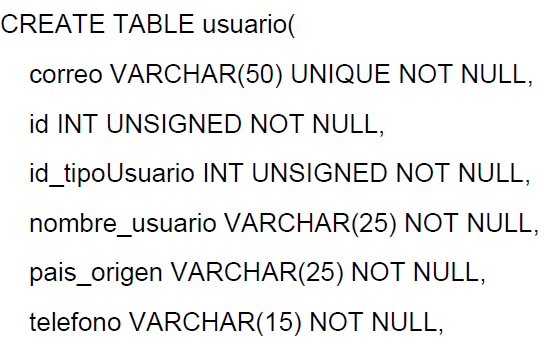 CREATE TABLE usuario(
correo VARCHAR(50) UNIQUE NOT NULL,
id INT UNSIGNED NOT NULL,
id_tipoUsuario INT UNSIGNED NOT NULL,
nombre_usuario VARCHAR(25) NOT NULL,
pais_origen VARCHAR(25) NOT NULL,
telefono VARCHAR(15) NOT NULL,